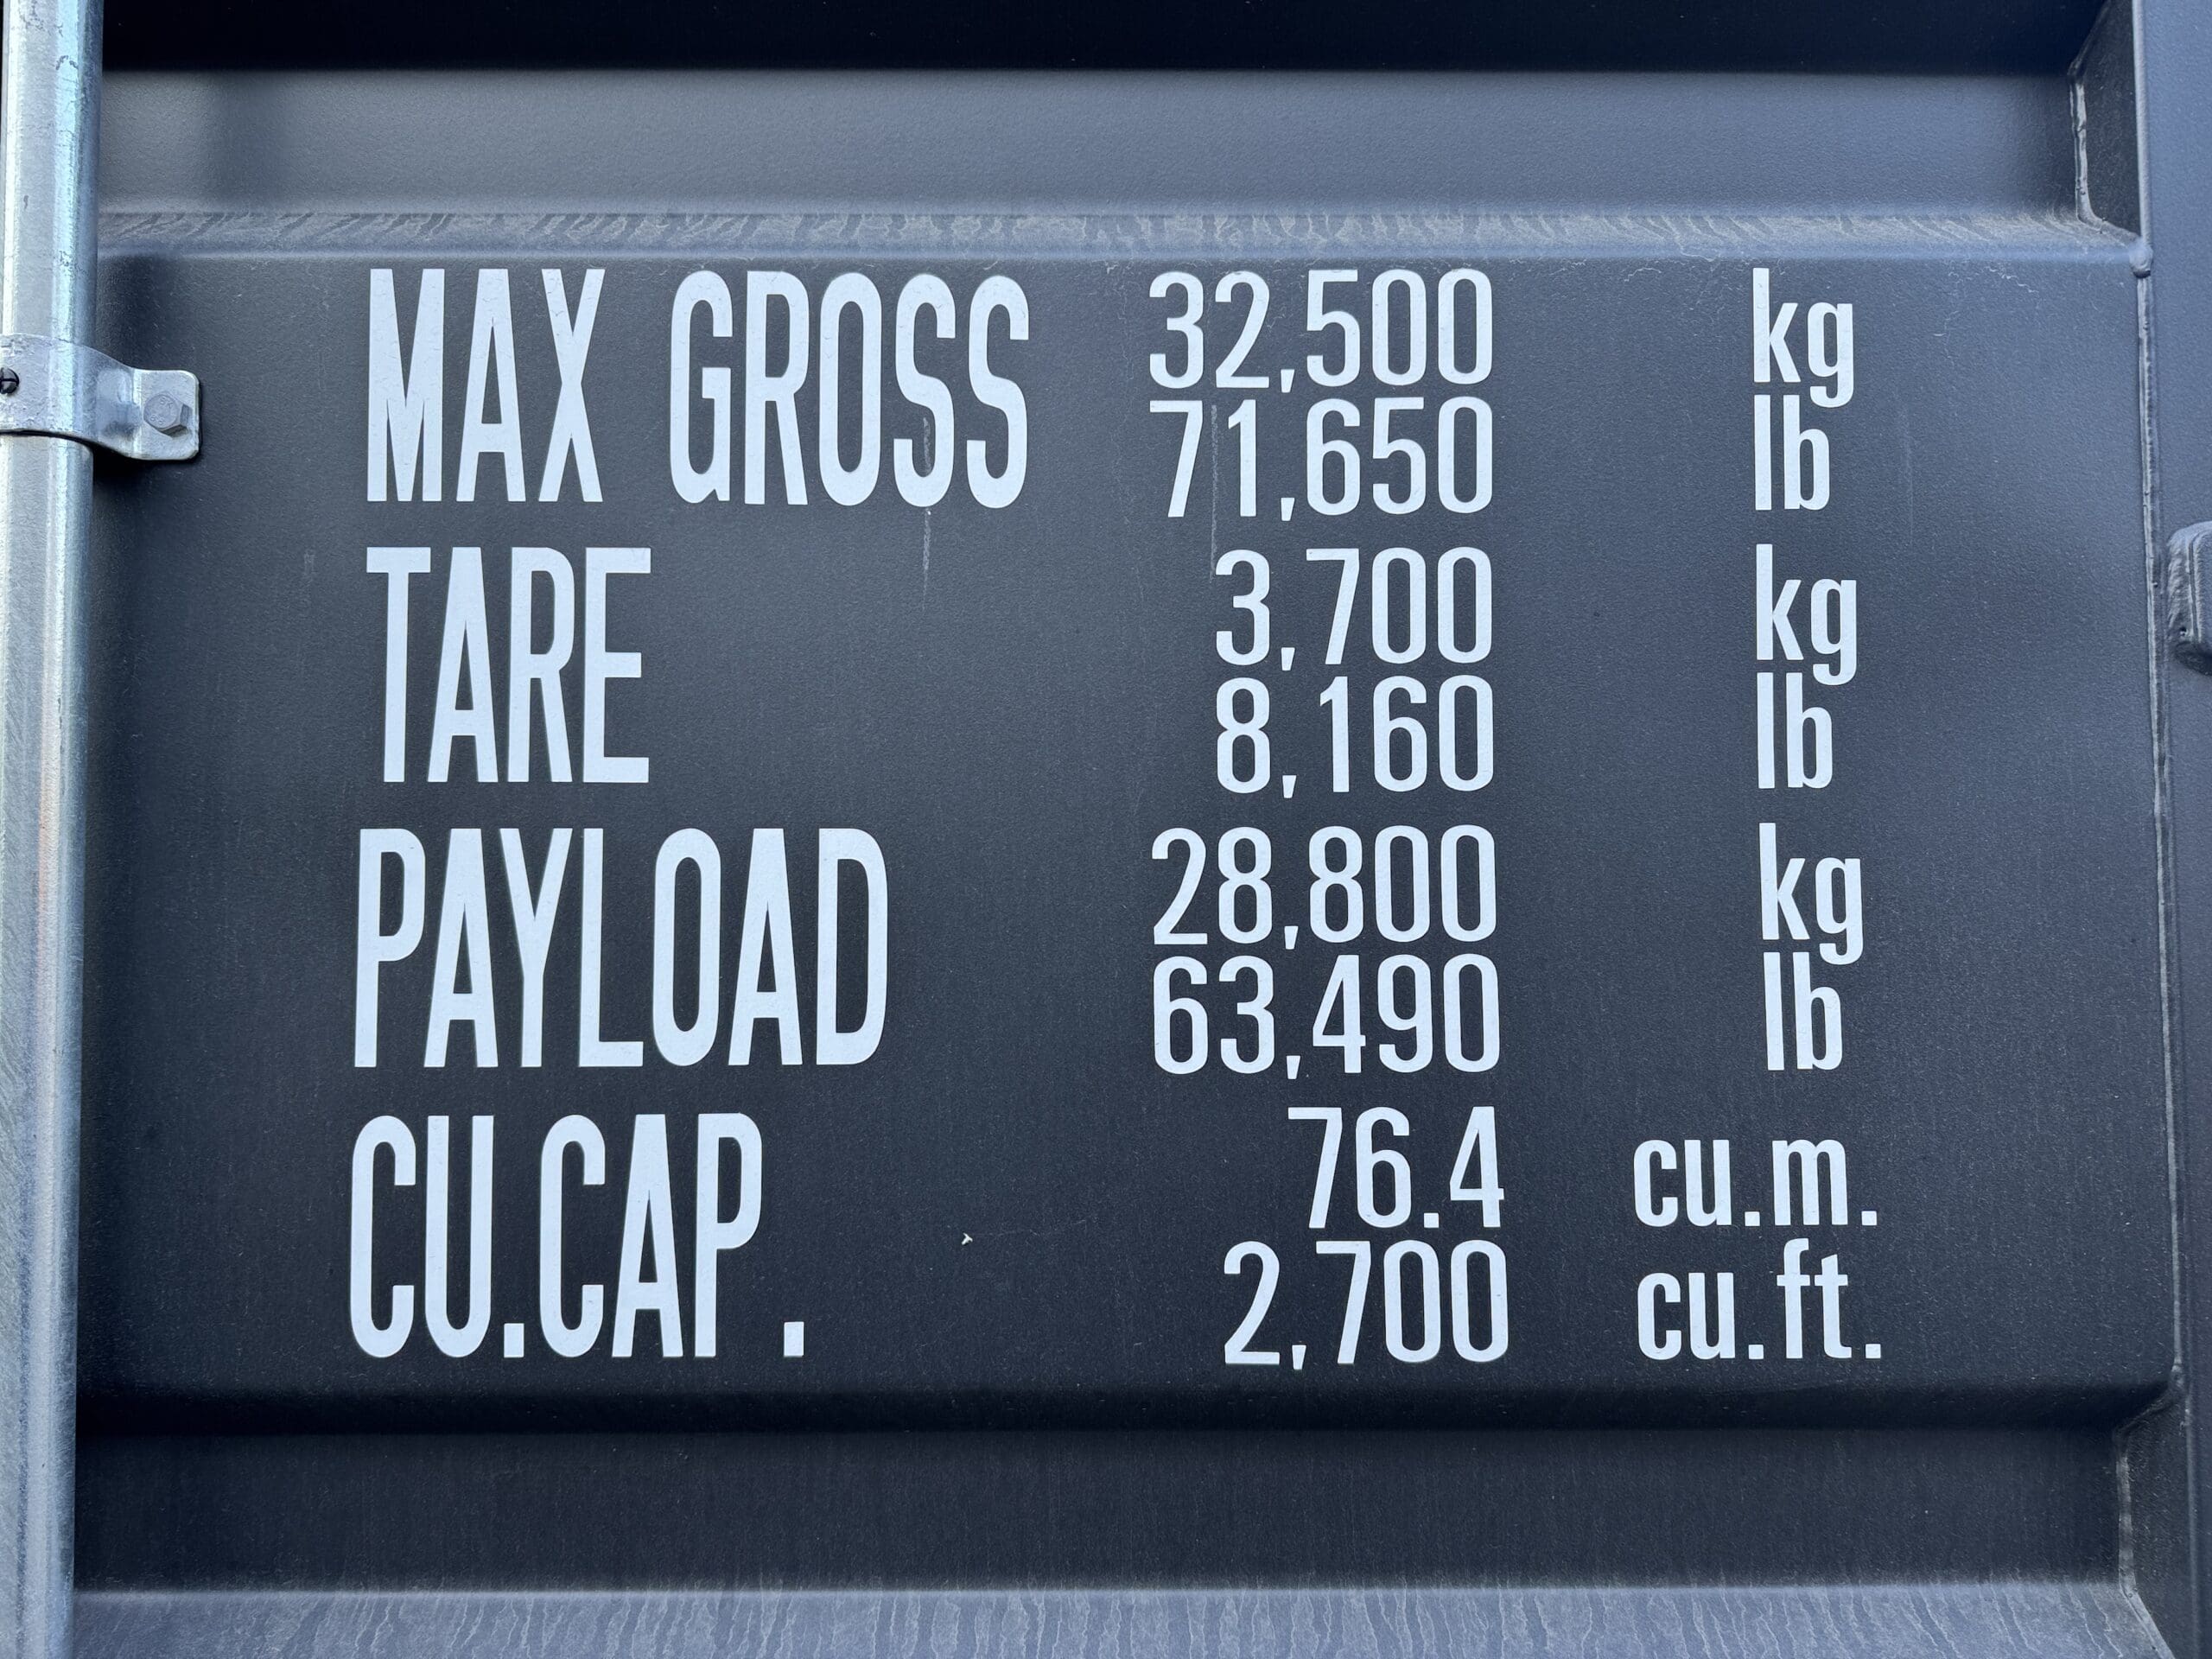 MAX GROSS 32,500 kg
71,650 lb
TARE 3,700 kg
8,160 lb
PAYLOAD 28,800 kg
63,490 lb
CU.CAP. 76.4 cu.m.
2,700 cu.ft.